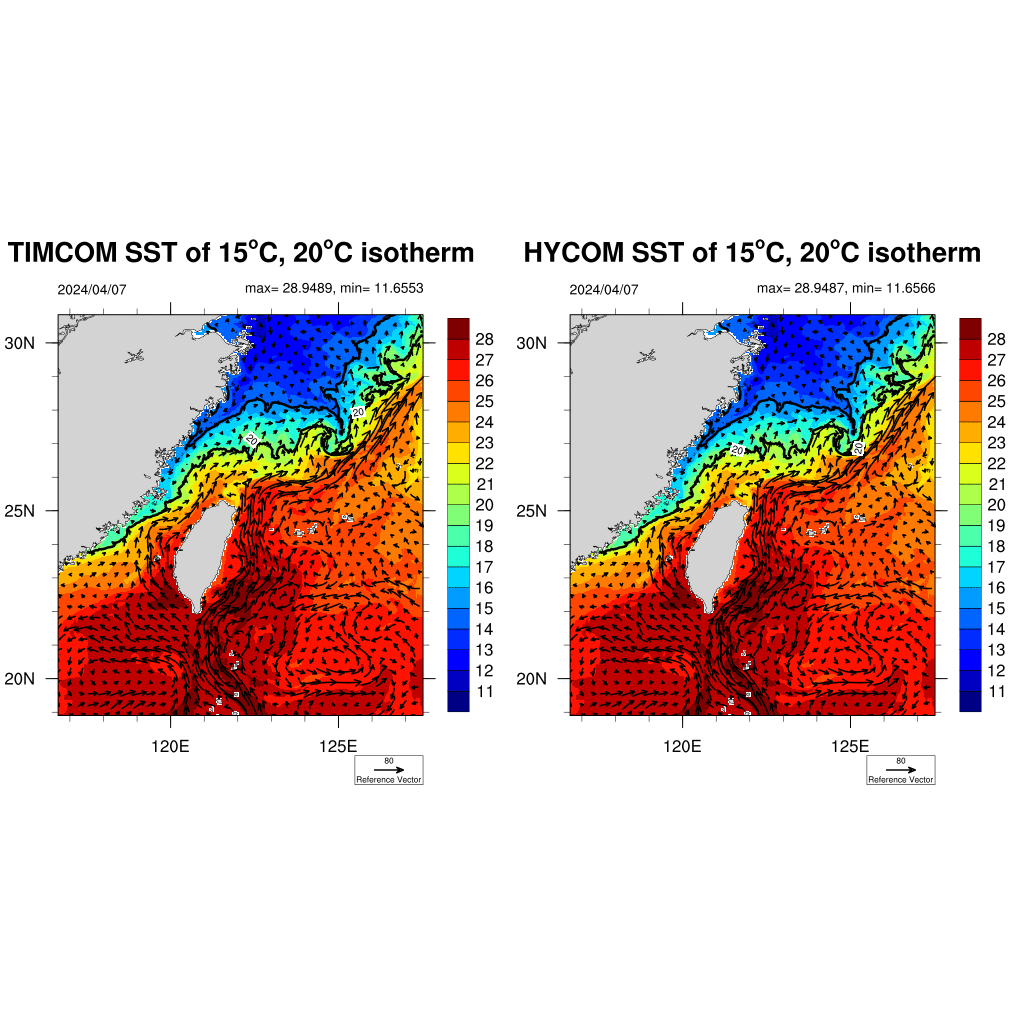 TIMCOM SST of 15°C, 20°C isotherm
2024/04/07
max= 28.9489, min= 11.6553
30N
25N
20N
120E
125E
20
20
28
27
26
25
24
23
22
21
20
19
18
17
16
15
14
13
12
11
80
Reference Vector
HYCOM SST of 15°C, 20°C isotherm
2024/04/07
max= 28.9487, min= 11.6566
30N
25N
20N
120E
125E
20
20
28
27
26
25
24
23
22
21
20
19
18
17
16
15
14
13
12
11
80
Reference Vector